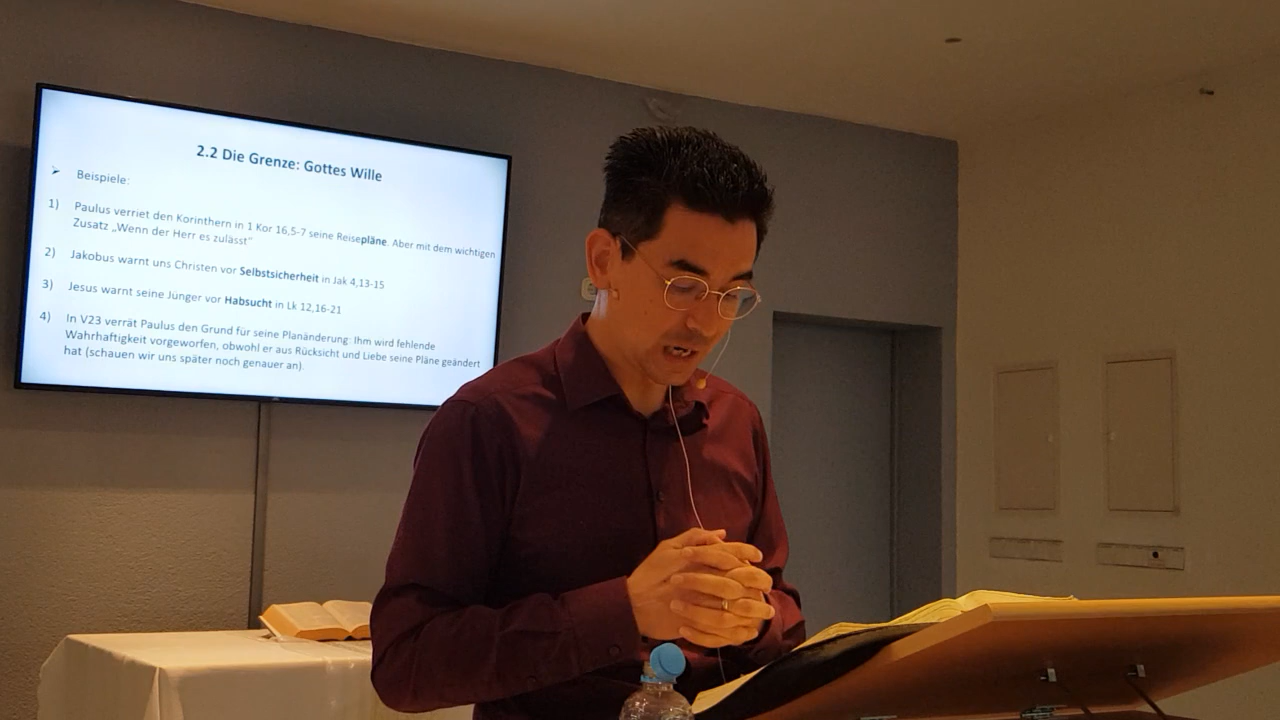 2.2 Die Grenze: Gottes Wille
➢ Beispiele:
1) Paulus verriet den Korinthern in 1 Kor 16,5-7 seine Reisepläne. Aber mit dem wichtigen
Zusatz „Wenn der Herr es zulässt"
2) Jakobus warnt uns Christen vor Selbstsicherheit in Jak 4,13-15
3) Jesus warnt seine Jünger vor Habsucht in Lk 12,16-21
4) In V23 verrät Paulus den Grund für seine Planänderung: Ihm wird fehlende
Wahrhaftigkeit vorgeworfen, obwohl er aus Rücksicht und Liebe seine Pläne geändert
hat (schauen wir uns später noch genauer an).